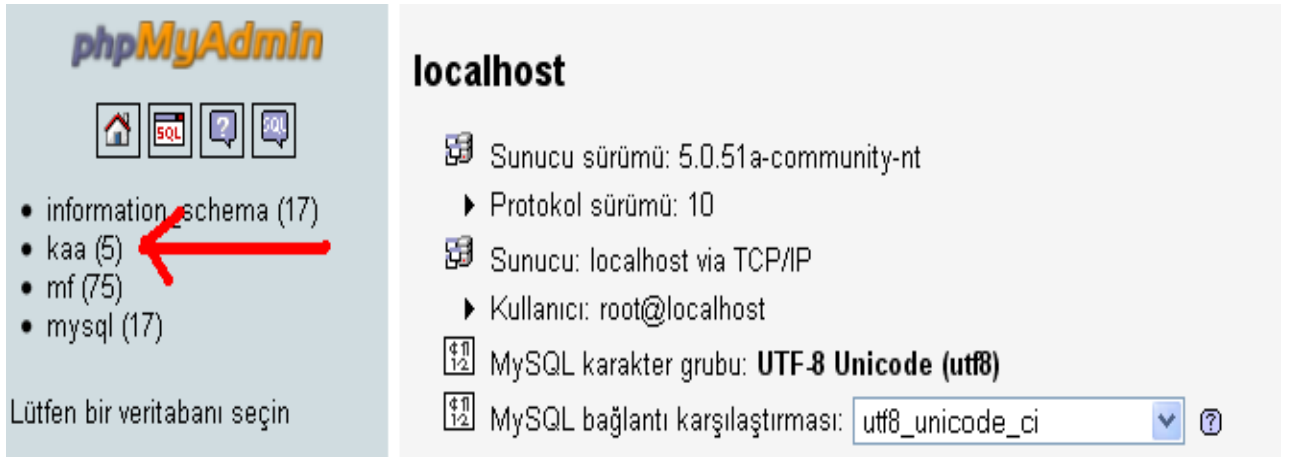 phpMyAdmin
SQL ? SQL
information_schema (17)
kaa (5)
mf (75)
mysql (17)
Lütfen bir veritabanı seçin
localhost
Sunucu sürümü: 5.0.51a-community-nt
Protokol sürümü: 10
Sunucu: localhost via TCP/IP
Kullanıcı: root@localhost
MySQL karakter grubu: UTF-8 Unicode (utf8)
MySQL bağlantı karşılaştırması: utf8_unicode_ci ?